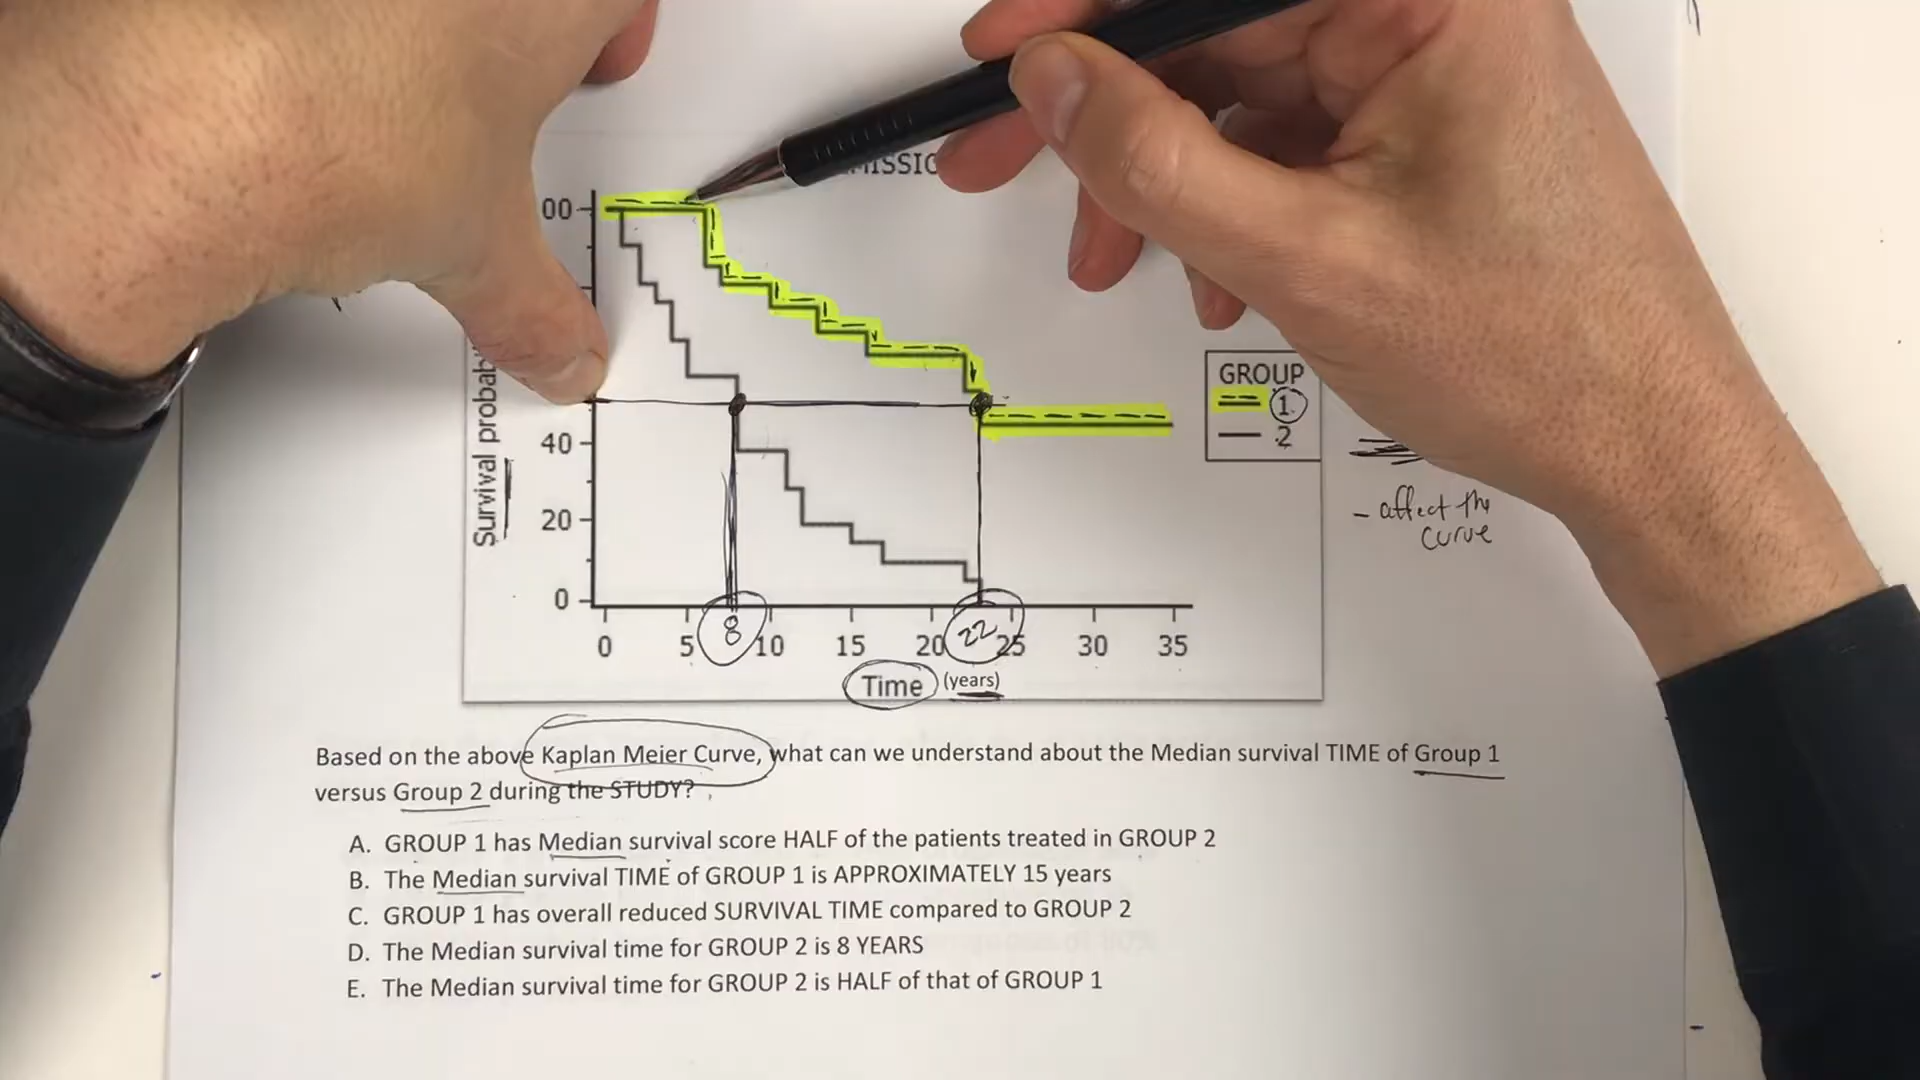 MISSIO
00
Survival probab
40
20
0
GROUP
1
2
- affect the
curve
8
22
0 5 10 15 20 25 30 35
Time (years)
Based on the above Kaplan Meier Curve, what can we understand about the Median survival TIME of Group 1
versus Group 2 during the STUDY?
A. GROUP 1 has Median survival score HALF of the patients treated in GROUP 2
B. The Median survival TIME of GROUP 1 is APPROXIMATELY 15 years
C. GROUP 1 has overall reduced SURVIVAL TIME compared to GROUP 2
D. The Median survival time for GROUP 2 is 8 YEARS
E. The Median survival time for GROUP 2 is HALF of that of GROUP 1